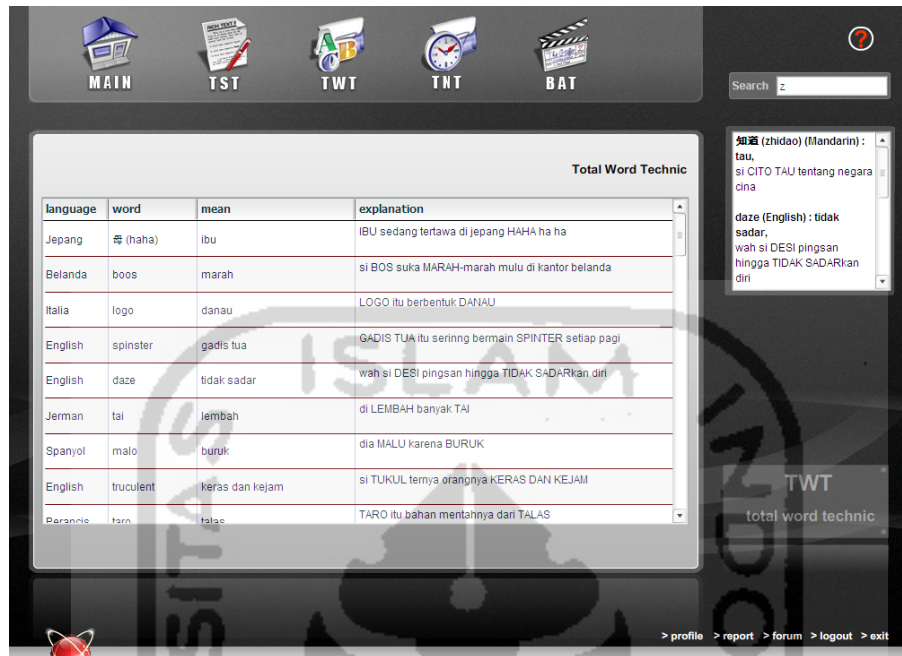 MAIN TST TWT TNT BAT
?
Search z
Total Word Technic
language word mean explanation
Jepang 母 (haha) ibu IBU sedang tertawa di jepang HAHA ha ha
Belanda boos marah si BOS suka MARAH-marah mulu di kantor belanda
Italia logo danau LOGO itu berbentuk DANAU
English spinster gadis tua GADIS TUA itu serinng bermain SPINTER setiap pagi
English daze tidak sadar wah si DESI pingsan hingga TIDAK SADARkan diri
Jerman tai lembah di LEMBAH banyak TAI
Spanyol malo buruk dia MALU karena BURUK
English truculent keras dan kejam si TUKUL ternya orangnya KERAS DAN KEJAM
Perancis taro talas TARO itu bahan mentahnya dari TALAS
知道 (zhidao) (Mandarin) :
tau,
si CITO TAU tentang negara
cina
daze (English) : tidak
sadar,
wah si DESI pingsan
hingga TIDAK SADARkan
diri
TWT
total word technic
ISLAM
SITAS
> profile > report > forum > logout > exit